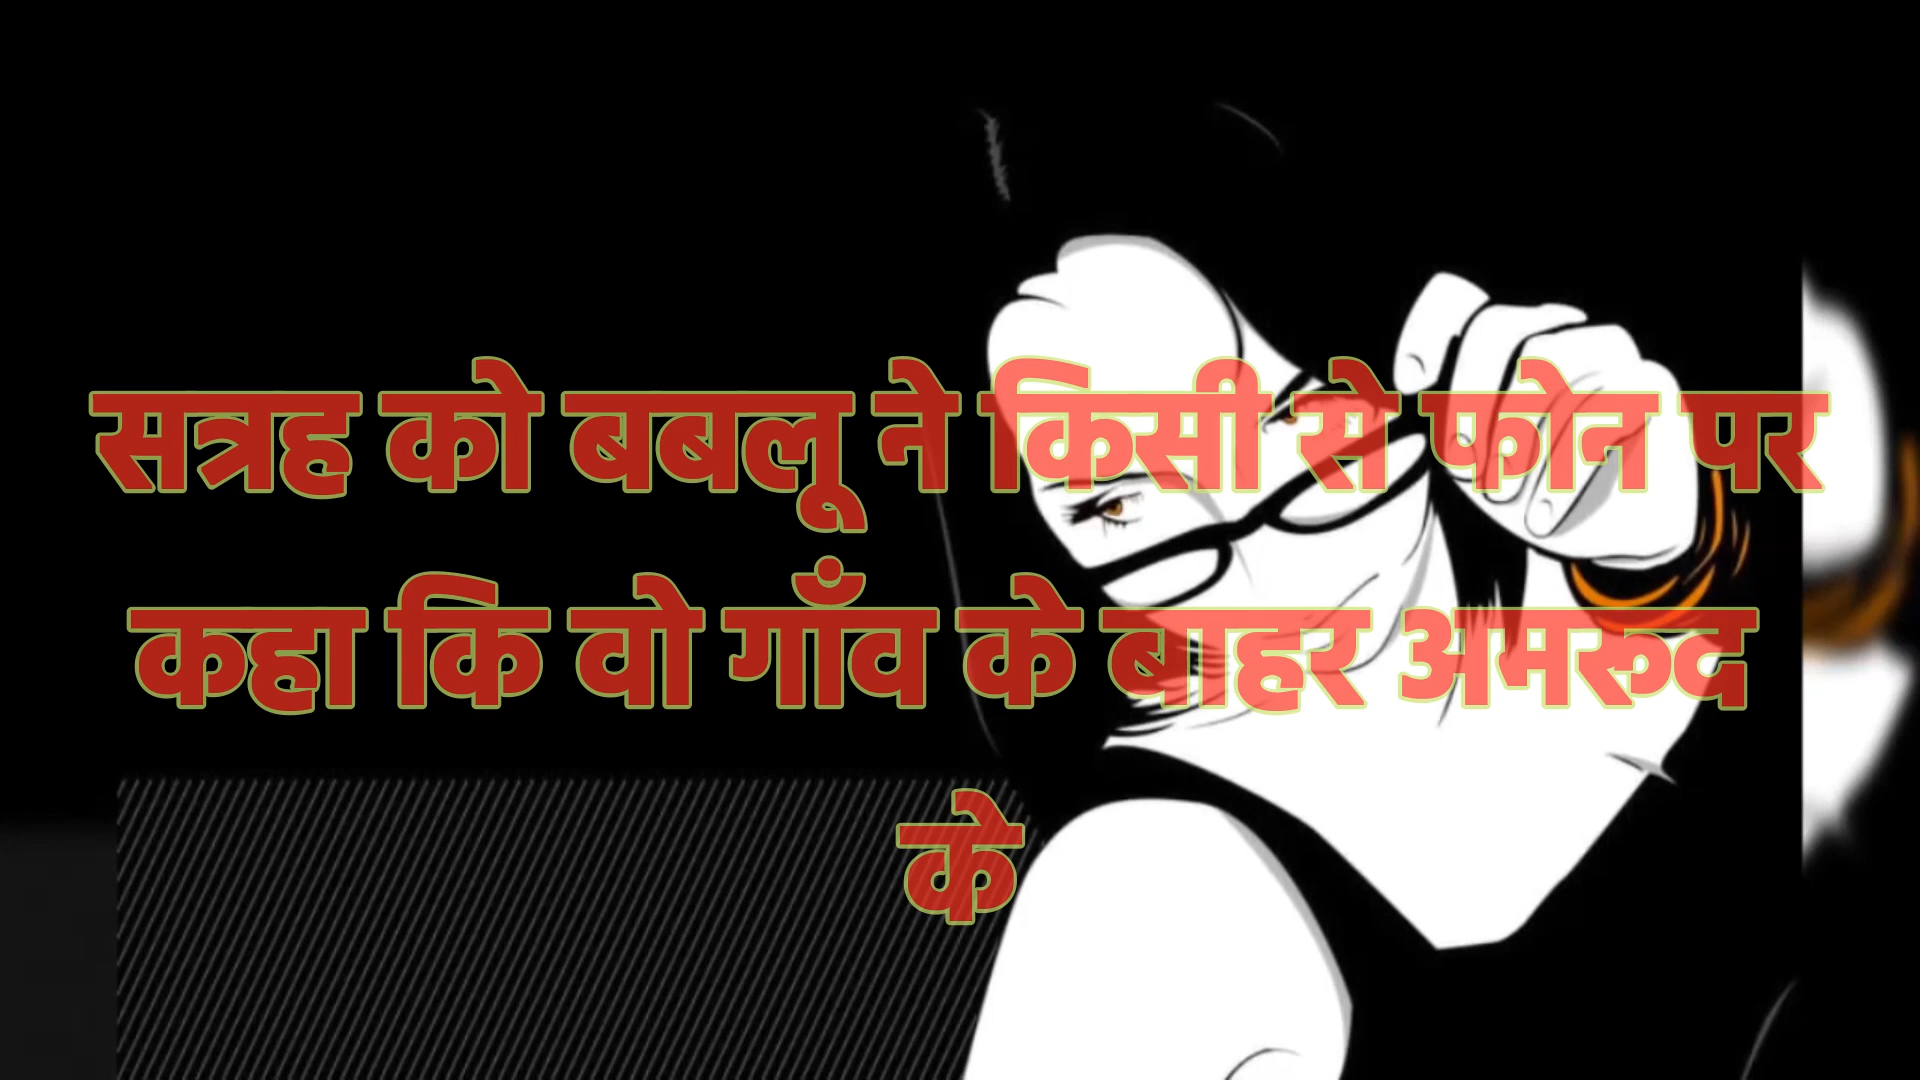 सत्रह को बबलू ने किसी से फोन पर
कहा कि वो गाँव के बाहर अमरूद
के